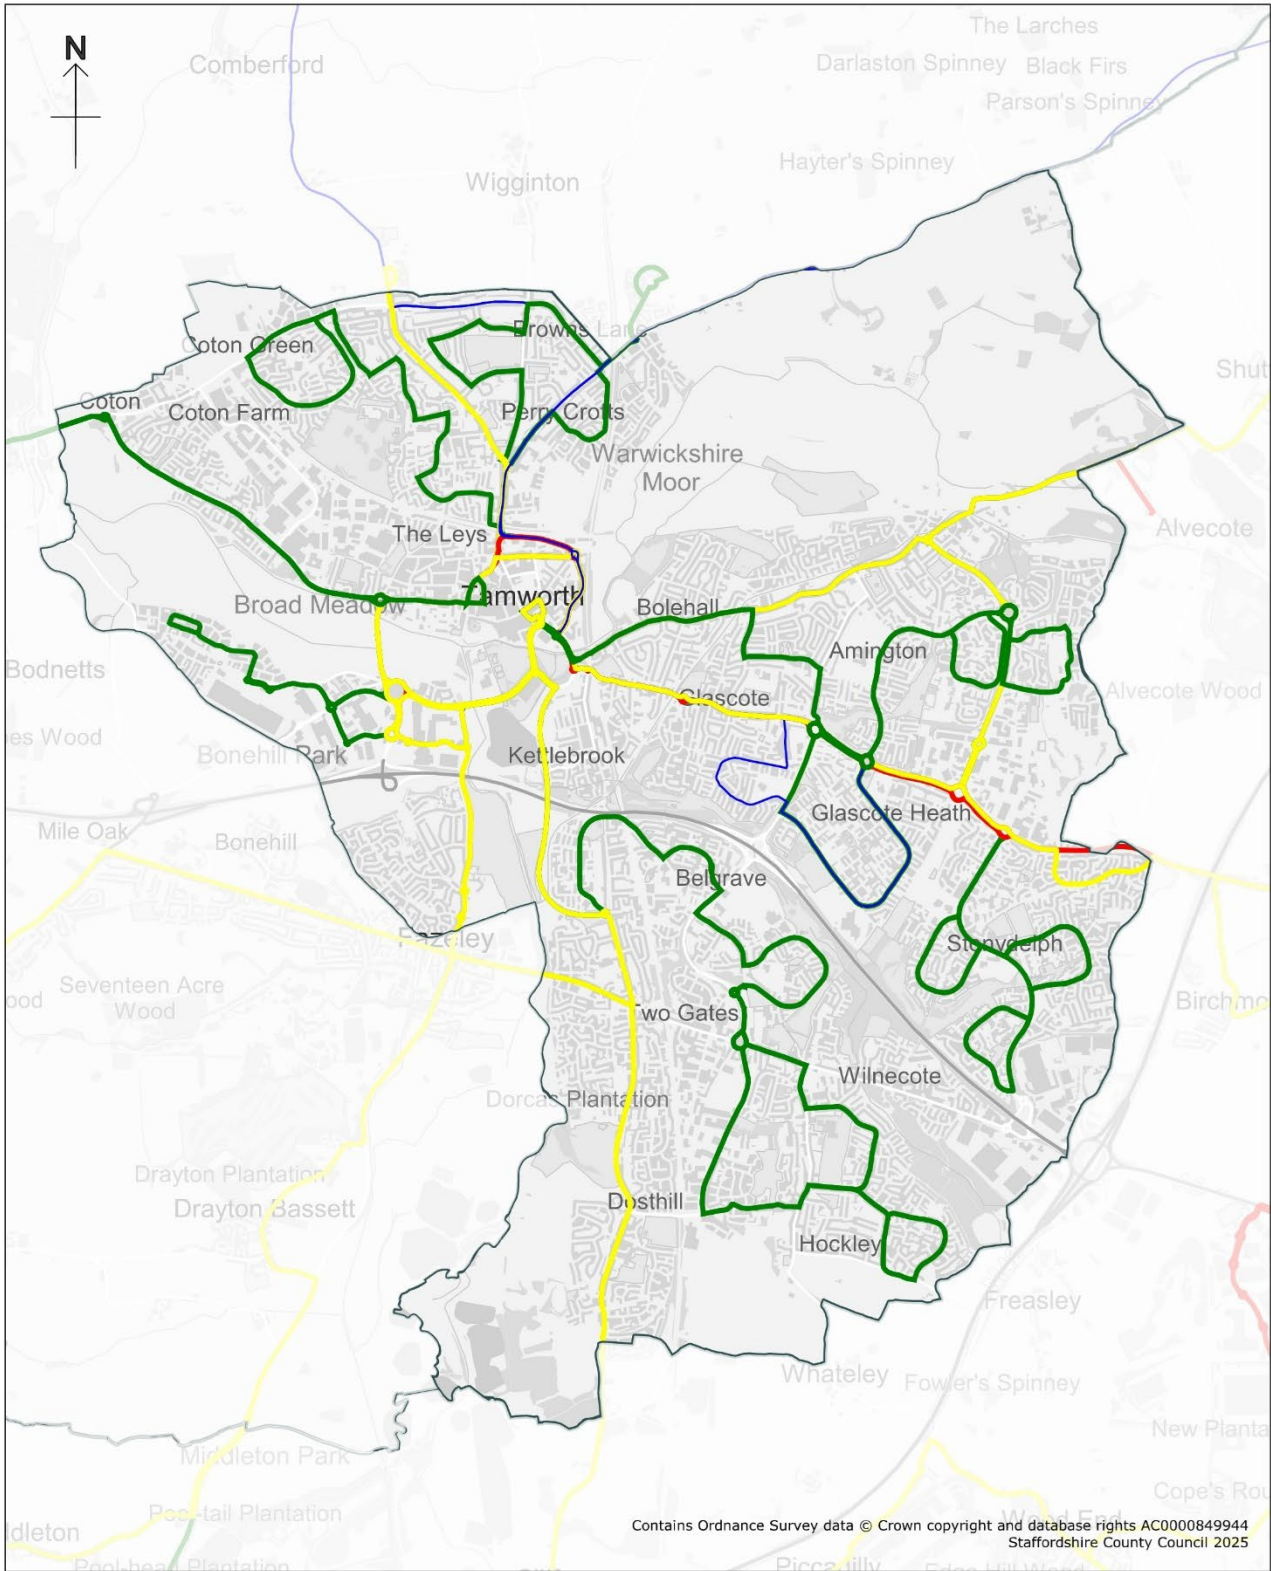 The Larches
N
Comberford
Darlaston Spinney
Black Firs
Parson's Spinney
Hayter's Spinney
Wigginton
Browns Lane
Coton Green
Shut
Coton
Coton Farm
Perry Crofts
Warwickshire
Moor
Alvecote
The Leys
Tamworth
Broad Meadow
Bolehall
Amington
Bodnetts
Glascote
Alvecote Wood
es Wood
Bonehill Park
Kettlebrook
Glascote Heath
Mile Oak
Bonehill
Belgrave
Fazeley
Stonydelph
Seventeen Acre
Wood
ood
Birchmo
Two Gates
Wilnecote
Dorcas Plantation
Drayton Plantation
Drayton Bassett
Dosthill
Hockley
Freasley
Whateley
Fowler's Spinney
New Planta
Middleton Park
Cope's Rou
Pool-tail Plantation
Wood End
ldleton
Contains Ordnance Survey data © Crown copyright and database rights AC0000849944
Staffordshire County Council 2025
Pool-head Plantation
Piccadilly
Edge Hill Wood